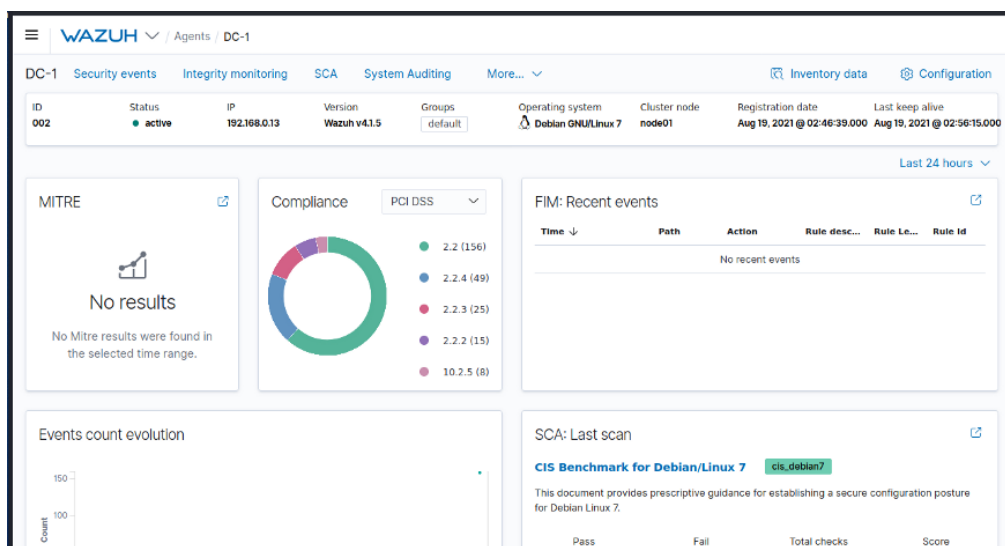 WAZUH / Agents / DC-1
DC-1 Security events Integrity monitoring SCA System Auditing More... Inventory data Configuration
ID Status IP Version Groups Operating system Cluster node Registration date Last keep alive
002 active 192.168.0.13 Wazuh v4.1.5 default Debian GNU/Linux 7 node01 Aug 19, 2021 @ 02:46:39.000 Aug 19, 2021 @ 02:56:15.000
Last 24 hours
MITRE
No results
No Mitre results were found in
the selected time range.
Compliance PCI DSS
2.2 (156)
2.2.4 (49)
2.2.3 (25)
2.2.2 (15)
10.2.5 (8)
FIM: Recent events
Time Path Action Rule desc... Rule Le... Rule Id
No recent events
Events count evolution
150
100
Count
SCA: Last scan
CIS Benchmark for Debian/Linux 7 cis_debian7
This document provides prescriptive guidance for establishing a secure configuration posture
for Debian Linux 7.
Pass Fail Total checks Score